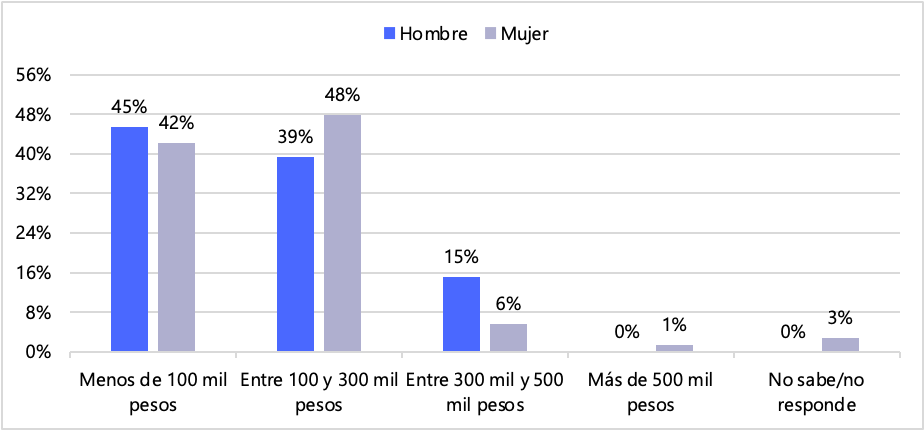 Hombre Mujer
56%
48%
40%
32%
24%
16%
8%
0%
45%
42%
39%
48%
15%
6%
0%
1%
0%
3%
Menos de 100 mil
pesos
Entre 100 y 300 mil
pesos
Entre 300 mil y 500
mil pesos
Más de 500 mil
pesos
No sabe/no
responde